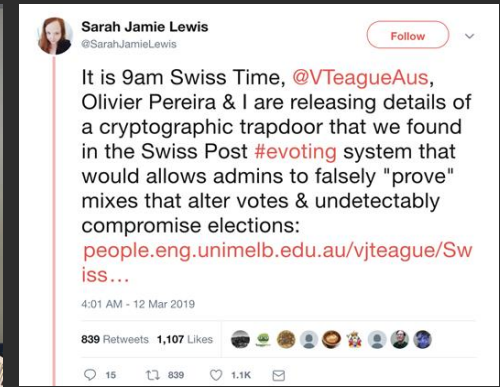 Sarah Jamie Lewis
@SarahJamieLewis
Follow
It is 9am Swiss Time, @VTeagueAus,
Olivier Pereira & I are releasing details of
a cryptographic trapdoor that we found
in the Swiss Post #evoting system that
would allows admins to falsely "prove"
mixes that alter votes & undetectably
compromise elections:
people.eng.unimelb.edu.au/vjteague/Sw
iss…
4:01 AM - 12 Mar 2019
839 Retweets 1,107 Likes
15 839 1.1K